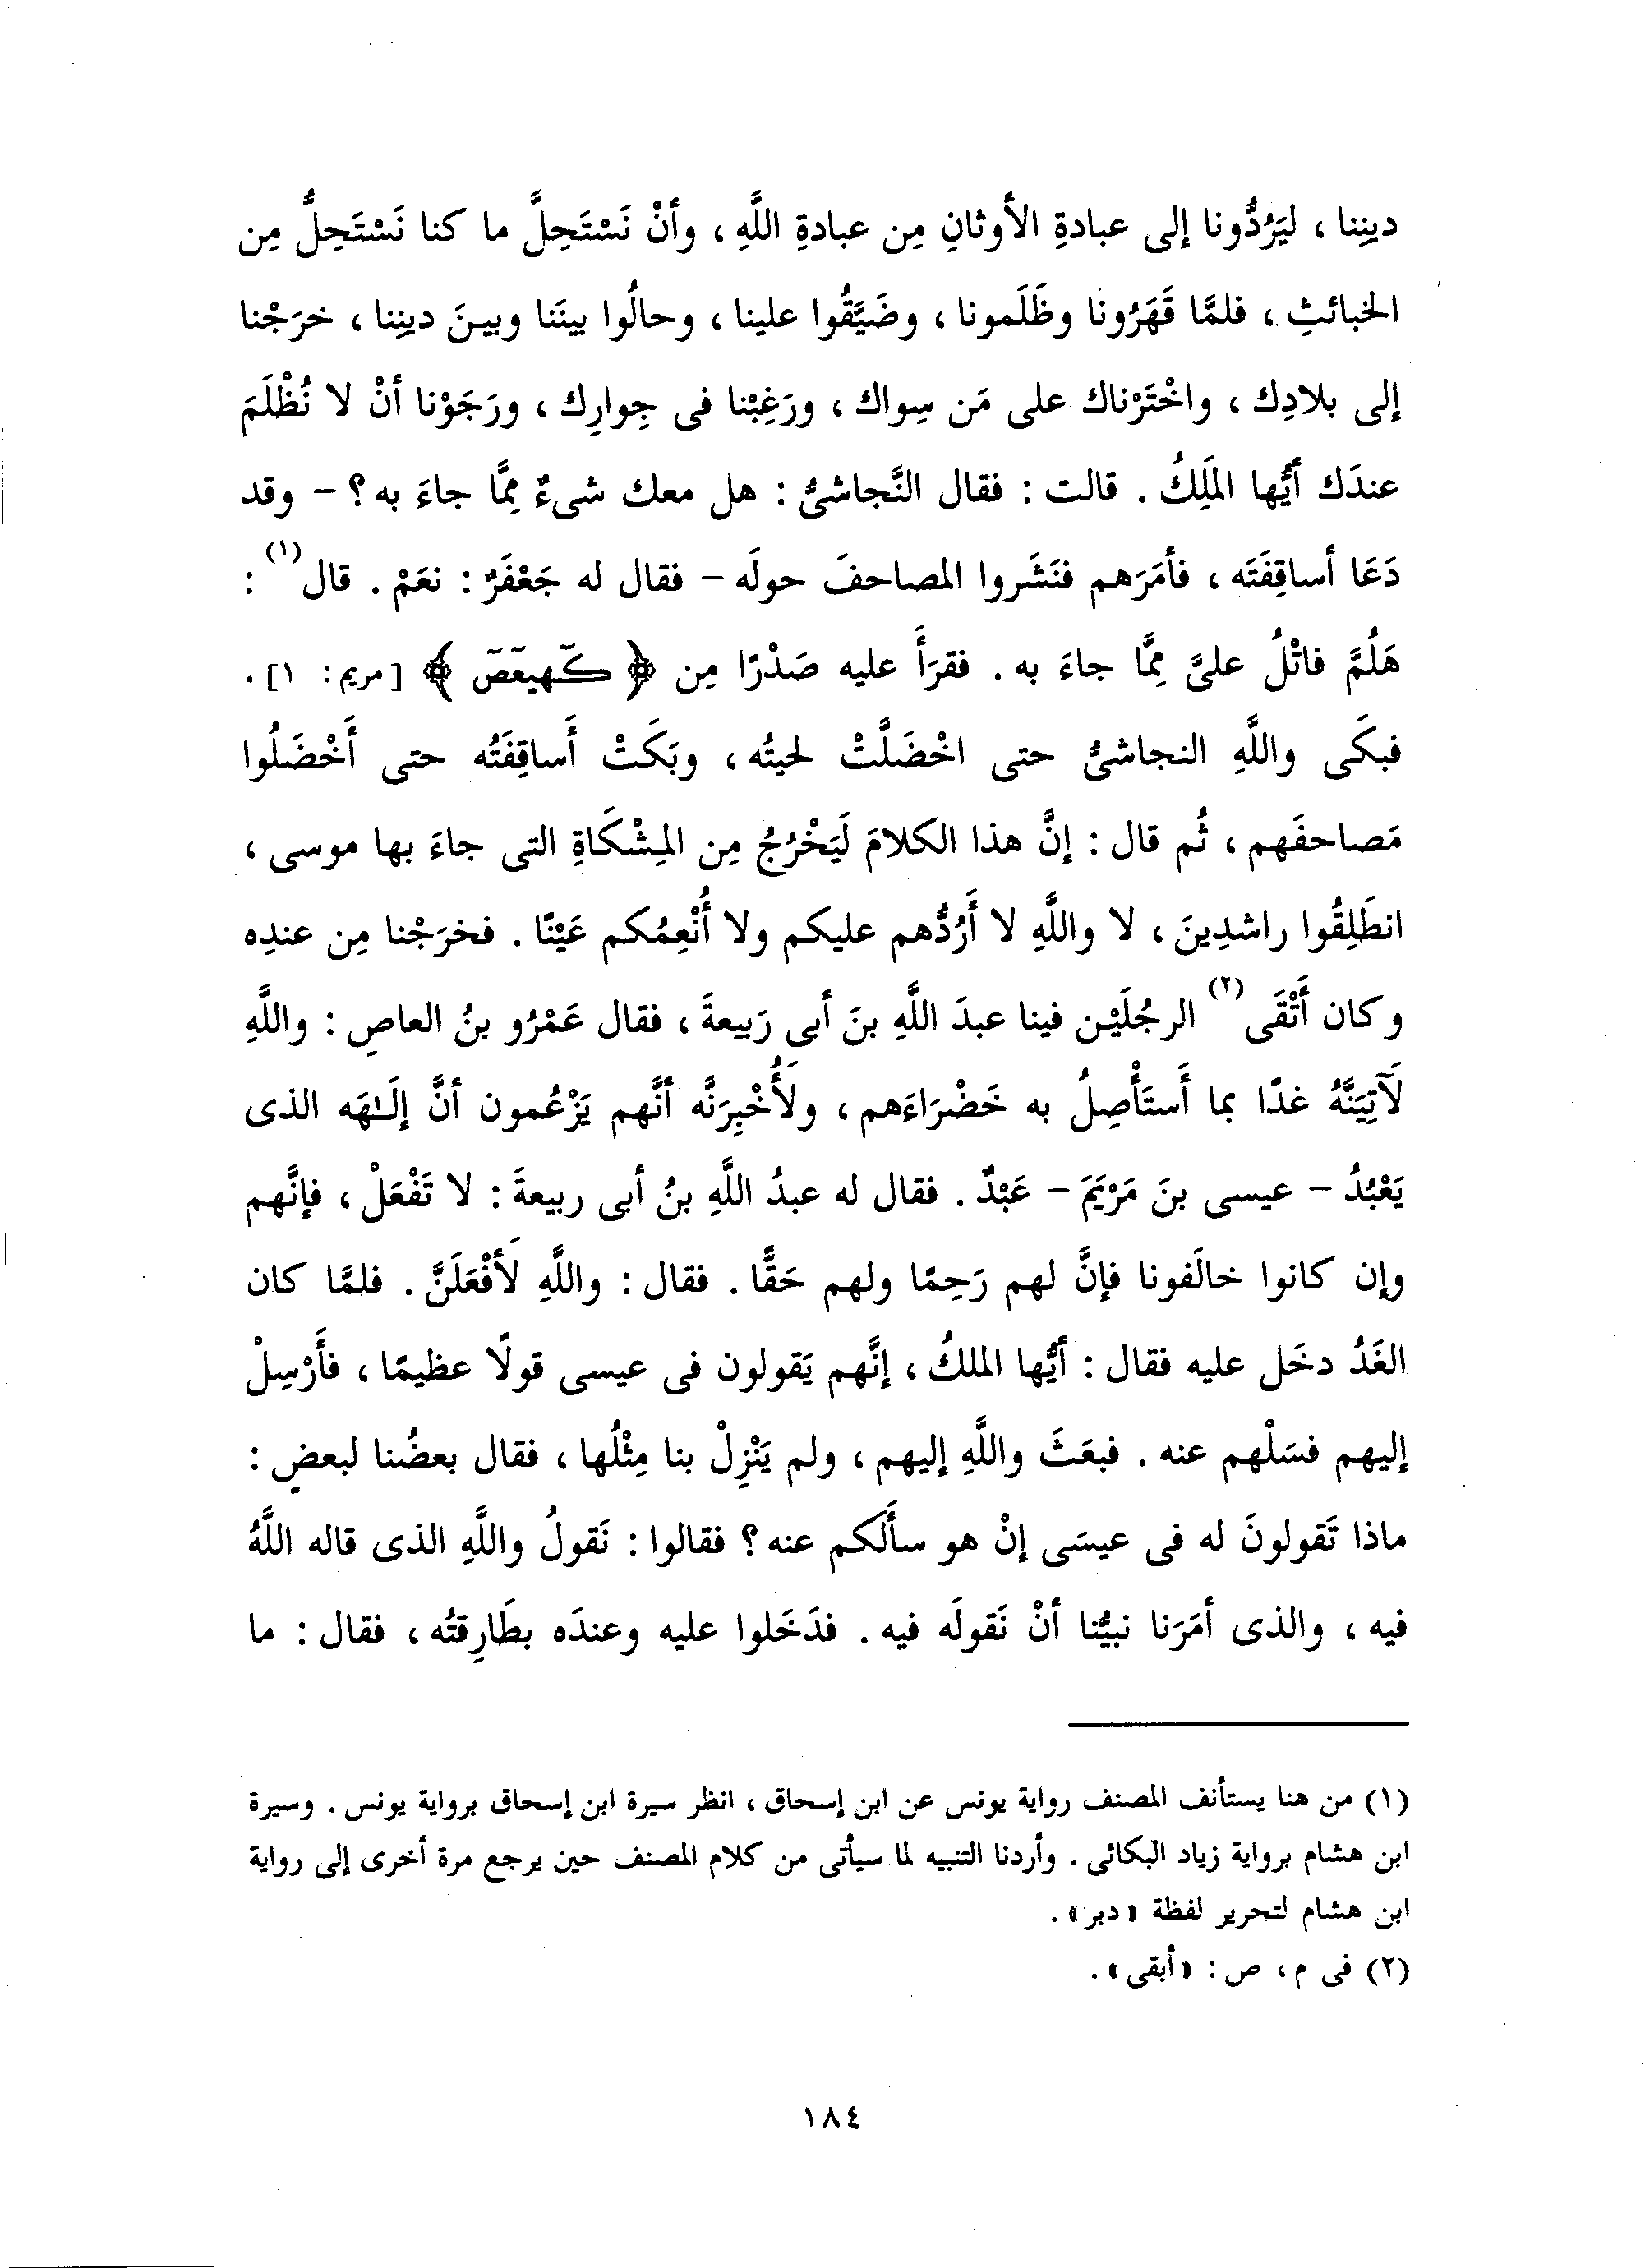 دينِنا ، ليَرُدُّونا إلى عبادةِ الأوثانِ مِن عبادةِ اللَّهِ ، وأنْ نَسْتَحِلَّ ما كنا نَسْتَحِلُّ مِن
الخبائثِ ، فلمَّا قَهَرُونا وظَلَمونا ، وضَيَّقُوا علينا ، وحالُوا بينَنا وبيـنَ دينِنا ، خرَجْنا
إلى بلادِك ، واخْتَرْناك على مَن سِواك ، ورَغِبْنا فى جِوارِك ، ورَجَوْنا أنْ لا نُظْلَمَ
عندَك أيُّها المَلِكُ . قالت : فقال النَّجاشىُّ : هل معك شىءٌ مِمَّا جاءَ به ؟ - وقد
دَعَا أساقِفَتَه ، فأمَرَهم فنَشَروا المصاحفَ حولَه - فقال له جَعْفَرٌ : نعَمْ . قال (١) :
هَلُمَّ فاتْلُ علىَّ مِمَّا جاءَ به . فقرَأَ عليه صَدْرًا مِن ﴿ كٓهيعٓصٓ ﴾ [مريم: ١] .
فبكَى واللَّهِ النجاشىُّ حتى اخْضَلَّتْ لحيتُه ، وبَكَتْ أَساقِفَتُه حتى أَخْضَلُوا
مَصاحفَهم ، ثُم قال : إنَّ هذا الكلامَ لَيَخْرُجُ مِن المِشْكَاةِ التى جاءَ بها موسى ،
انطَلِقُوا راشدِينَ ، لا واللَّهِ لا أَرُدُّهم عليكم ولا أُنْعِمُكم عَيْنًا . فخرَجْنا مِن عندِه
وكان أَتْقَى (٢) الرجُلَيْـن فينا عبدَ اللَّهِ بنَ أبى رَبيعةَ ، فقال عَمْرُو بنُ العاصِ : واللَّهِ
لَآتِيَنَّهُ غدًا بما أَستَأْصِلُ به خَضْرَاءَهم ، ولَأُخْبِرَنَّه أنَّهم يَزْعُمون أنَّ إلَـٰهَه الذى
يَعْبُدُ - عيسى بنَ مَرْيَمَ - عَبْدٌ . فقال له عبدُ اللَّهِ بنُ أبى ربيعةَ : لا تَفْعَلْ ، فإنَّهم
وإن كانوا خالَفونا فإنَّ لهم رَحِمًا ولهم حَقًّا . فقال : واللَّهِ لَأفْعَلَنَّ . فلمَّا كان
الغَدُ دخَل عليه فقال : أيُّها الملكُ ، إنَّهم يَقولون فى عيسى قولًا عظيمًا ، فأَرْسِلْ
إليهم فسَلْهم عنه . فبعَثَ واللَّهِ إليهم ، ولم يَنْزِلْ بنا مِثْلُها ، فقال بعضُنا لبعضٍ :
ماذا تَقولونَ له فى عيسَى إنْ هو سأَلكم عنه ؟ فقالوا : نَقولُ واللَّهِ الذى قاله اللَّهُ
فيه ، والذى أمَرَنا نبيُّنا أنْ نَقولَه فيه . فدَخَلوا عليه وعندَه بطَارِقتُه ، فقال : ما
(١) من هنا يستأنف المصنف رواية يونس عن ابن إسحاق ، انظر سيرة ابن إسحاق برواية يونس . وسيرة
ابن هشام برواية زياد البكائى . وأردنا التنبيه لما سيأتى من كلام المصنف حين يرجع مرة أخرى إلى رواية
ابن هشام لتحرير لفظة « دبر » .
(٢) فى م ، ص : « أبقى » .
١٨٤